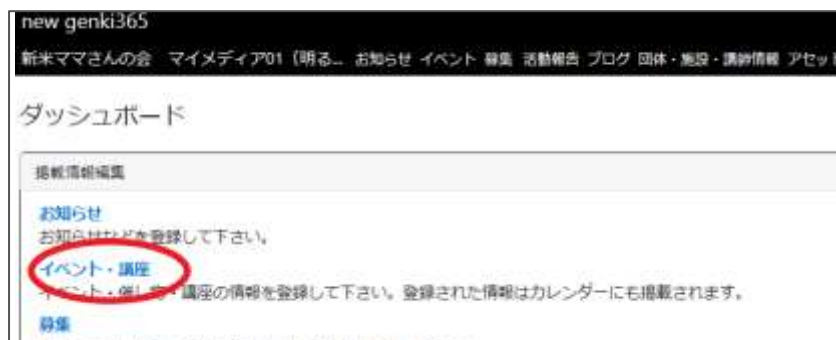 new genki365
新米ママさんの会 マイメディア01（明る… お知らせ イベント 募集 活動報告 ブログ 団体・施設・講師情報 アセット
ダッシュボード
掲載情報編集
お知らせ
お知らせなどを登録して下さい。
イベント・講座
イベント・催し物・講座の情報を登録して下さい。登録された情報はカレンダーにも掲載されます。
募集